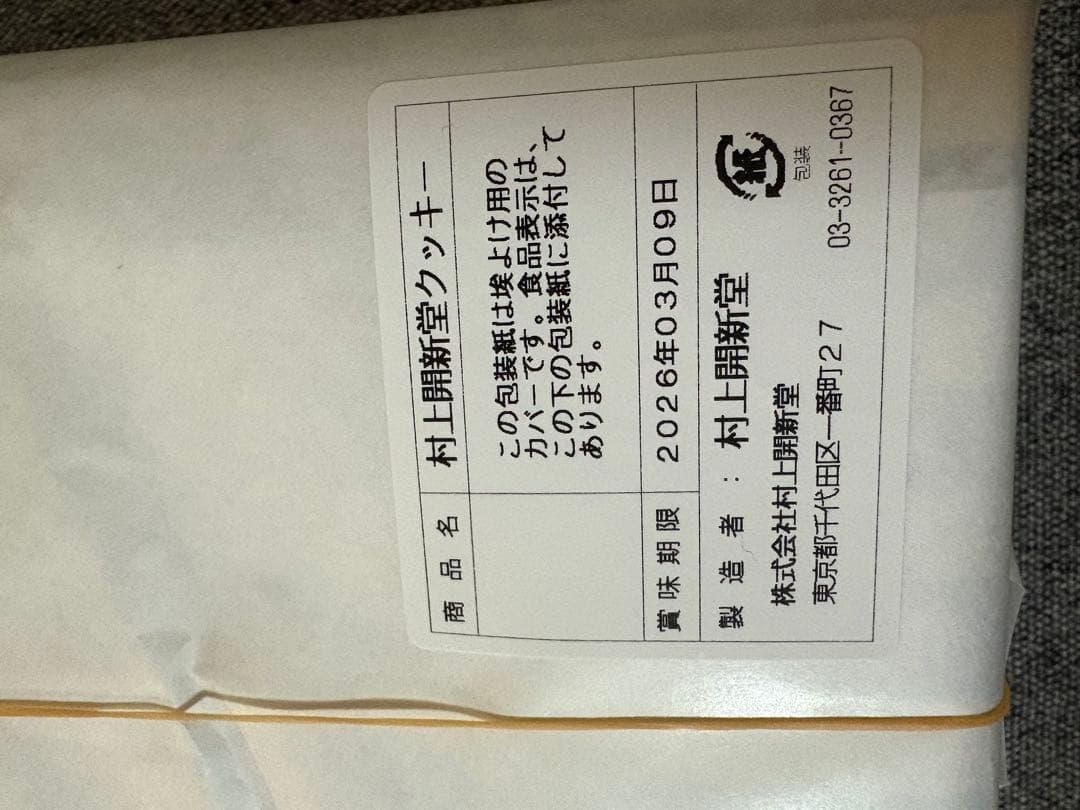 商品名 村上開新堂クッキー
この包装紙は埃よけ用の
カバーです。食品表示は、
この下の包装紙に添付して
あります。
賞味期限 2026年03月09日
製造者：村上開新堂
株式会社村上開新堂
東京都千代田区一番町27
03-3261-0367
紙
包装